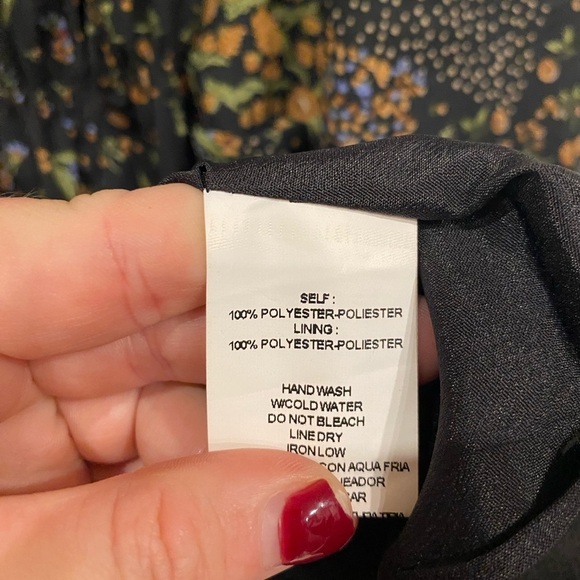 SELF :
100% POLYESTER-POLIESTER
LINING :
100% POLYESTER-POLIESTER
HAND WASH
W/COLD WATER
DO NOT BLEACH
LINE DRY
IRON LOW
CON AQUA FRIA